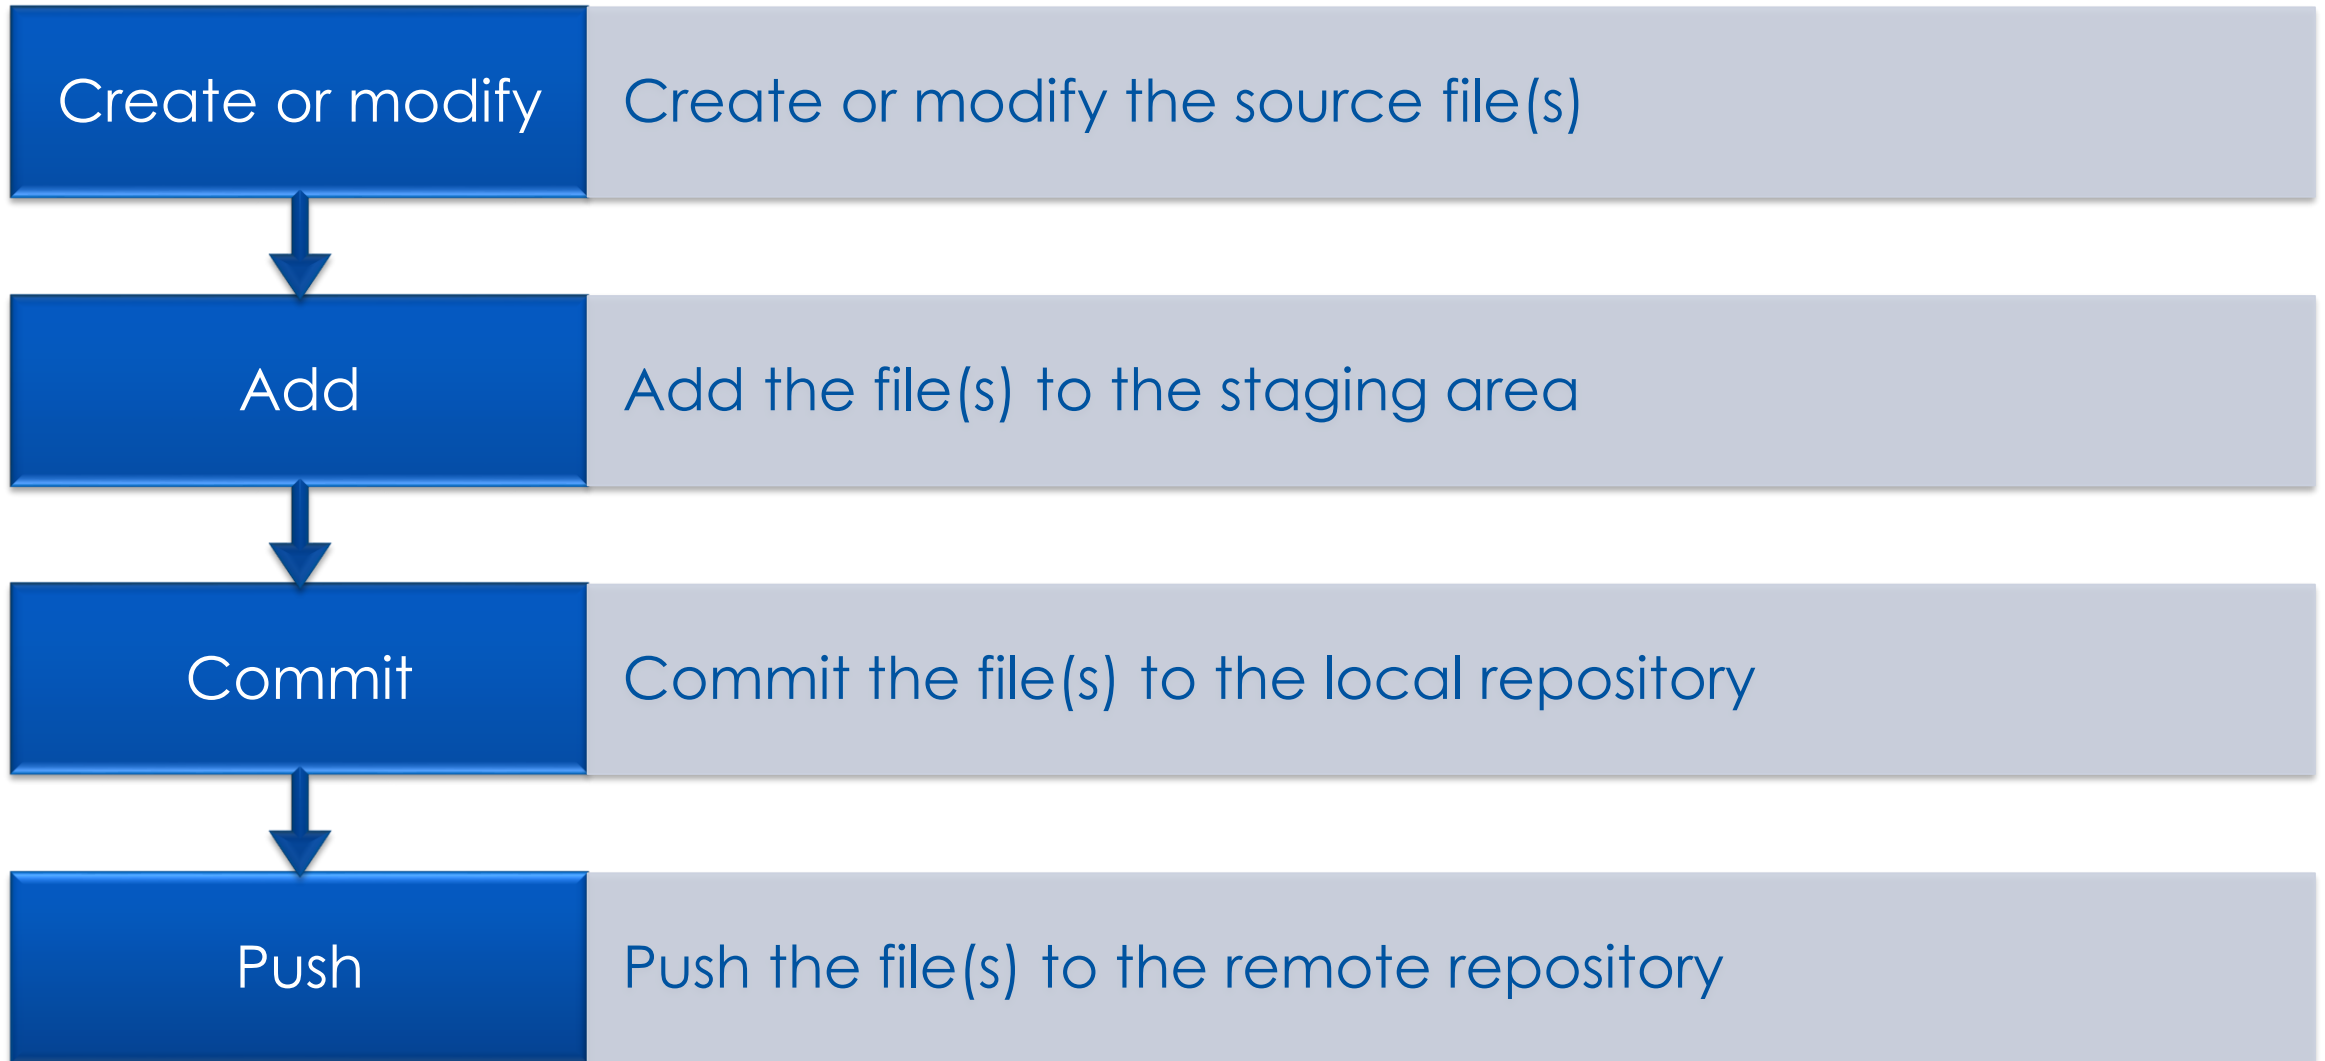 Create or modify
Create or modify the source file(s)
Add
Add the file(s) to the staging area
Commit
Commit the file(s) to the local repository
Push
Push the file(s) to the remote repository